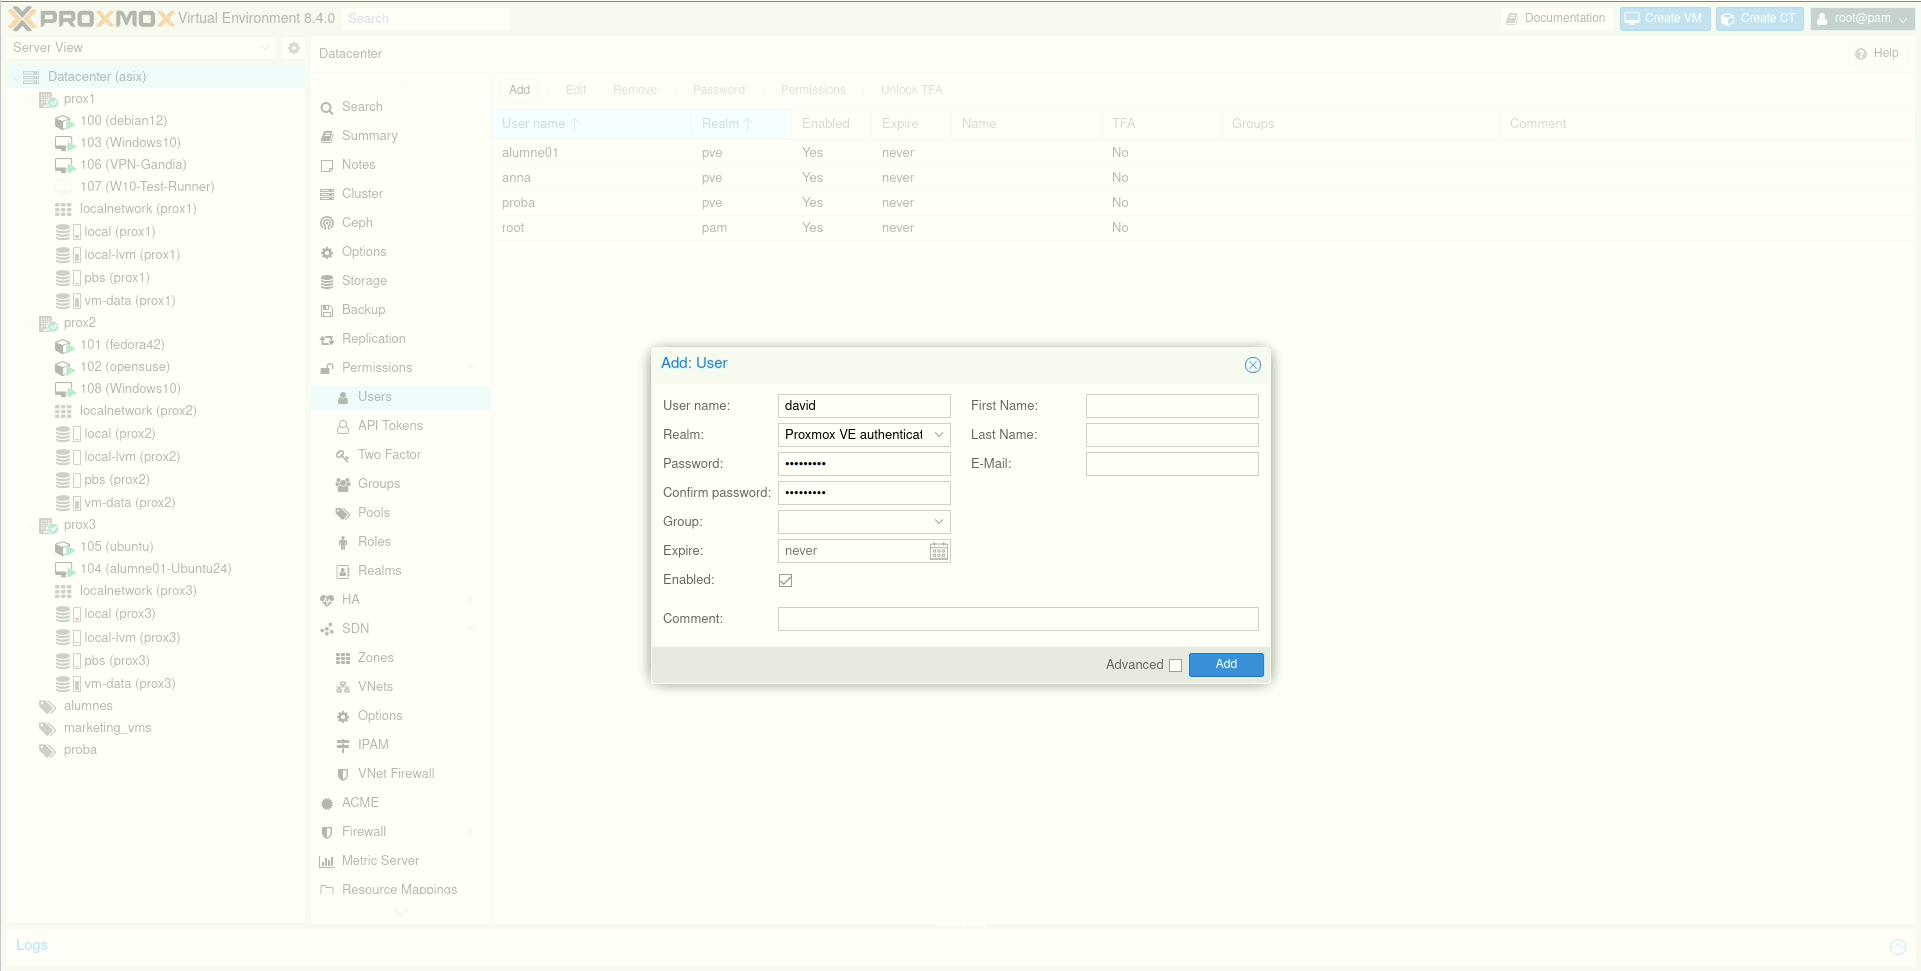 PROXMOX Virtual Environment 8.4.0 Search Documentation Create VM Create CT root@pam
Server View
Datacenter (asix)
prox1
100 (debian12)
103 (Windows10)
106 (VPN-Gandia)
107 (W10-Test-Runner)
localnetwork (prox1)
local (prox1)
local-lvm (prox1)
pbs (prox1)
vm-data (prox1)
prox2
101 (fedora42)
102 (opensuse)
108 (Windows10)
localnetwork (prox2)
local (prox2)
local-lvm (prox2)
pbs (prox2)
vm-data (prox2)
prox3
105 (ubuntu)
104 (alumne01-Ubuntu24)
localnetwork (prox3)
local (prox3)
local-lvm (prox3)
pbs (prox3)
vm-data (prox3)
alumnes
marketing_vms
proba
Datacenter Help
Search
Summary
Notes
Cluster
Ceph
Options
Storage
Backup
Replication
Permissions
Users
API Tokens
Two Factor
Groups
Pools
Roles
Realms
HA
SDN
Zones
VNets
Options
IPAM
VNet Firewall
ACME
Firewall
Metric Server
Resource Mappings
Add Edit Remove Password Permissions Unlock TFA
User name Realm Enabled Expire Name TFA Groups Comment
alumne01 pve Yes never No
anna pve Yes never No
proba pve Yes never No
root pam Yes never No
Add: User
User name: david First Name:
Realm: Proxmox VE authenticat Last Name:
Password: ••••••••• E-Mail:
Confirm password: •••••••••
Group:
Expire: never
Enabled:
Comment:
Advanced Add
Logs